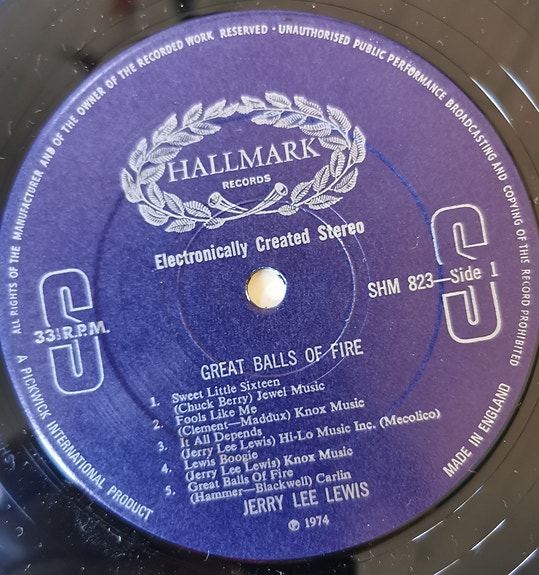 ALL RIGHTS OF THE MANUFACTURER AND OF THE OWNER OF THE RECORDED WORK RESERVED · UNAUTHORISED PUBLIC PERFORMANCE BROADCASTING AND COPYING OF THIS RECORD PROHIBITED
HALLMARK
RECORDS
Electronically Created Stereo
SHM 823—Side 1
S
S
33⅓ R.P.M.
GREAT BALLS OF FIRE
1. Sweet Little Sixteen
(Chuck Berry) Jewel Music
2. Fools Like Me
(Clement—Maddux) Knox Music
3. It All Depends
(Jerry Lee Lewis) Hi-Lo Music Inc. (Mecolico)
4. Lewis Boogie
(Jerry Lee Lewis) Knox Music
5. Great Balls Of Fire
(Hammer—Blackwell) Carlin
JERRY LEE LEWIS
℗ 1974
A PICKWICK INTERNATIONAL PRODUCT
MADE IN ENGLAND